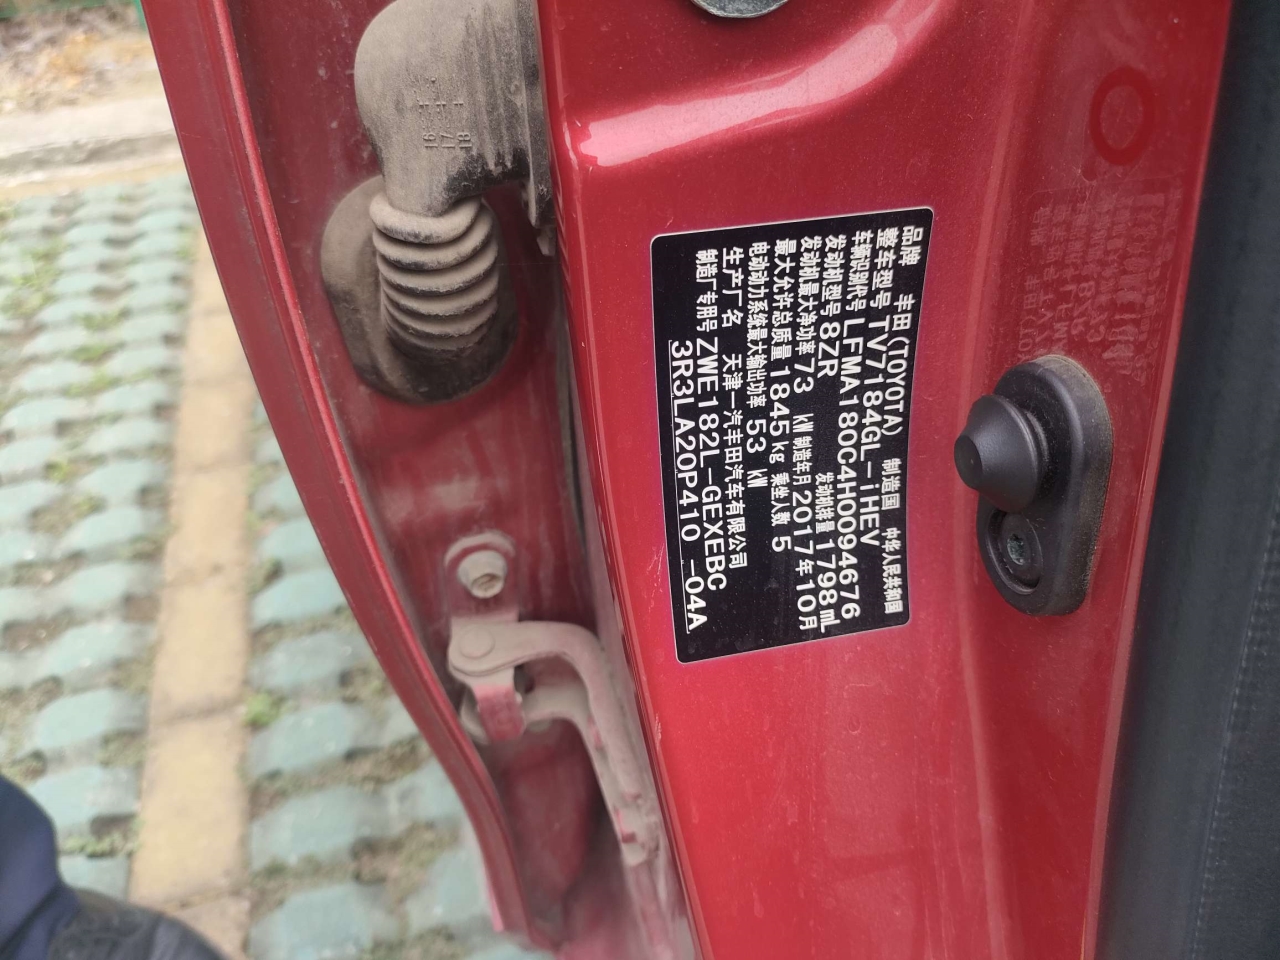 品牌 丰田(TOYOTA) 制造国 中华人民共和国
整车型号 TV7184GL-iHEV
车辆识别代号 LFMA180C4H0094676
发动机型号 8ZR 发动机排量 1798mL
发动机最大净功率 73 kW 制造年月 2017年10月
最大允许总质量 1845kg 乘坐人数 5
电动动力系统最大输出功率 53 kW
生产厂名 天津一汽丰田汽车有限公司
制造厂专用号 ZWE182L-GEXEBC
3R3LA20P410 -04A
16
17
18